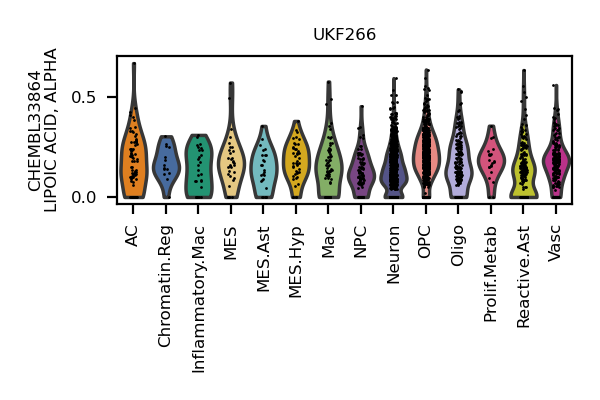 UKF266
CHEMBL33864
LIPOIC ACID, ALPHA
0.5
0.0
AC
Chromatin.Reg
Inflammatory.Mac
MES
MES.Ast
MES.Hyp
Mac
NPC
Neuron
OPC
Oligo
Prolif.Metab
Reactive.Ast
Vasc